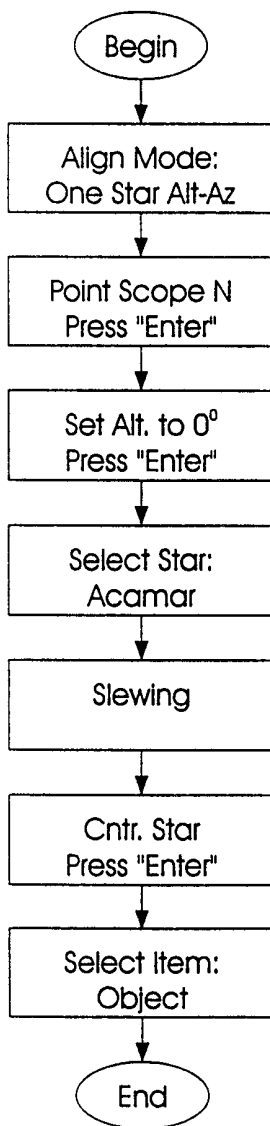 Begin
Align Mode:
One Star Alt-Az
Point Scope N
Press "Enter"
Set Alt. to 0⁰
Press "Enter"
Select Star:
Acamar
Slewing
Cntr. Star
Press "Enter"
Select Item:
Object
End